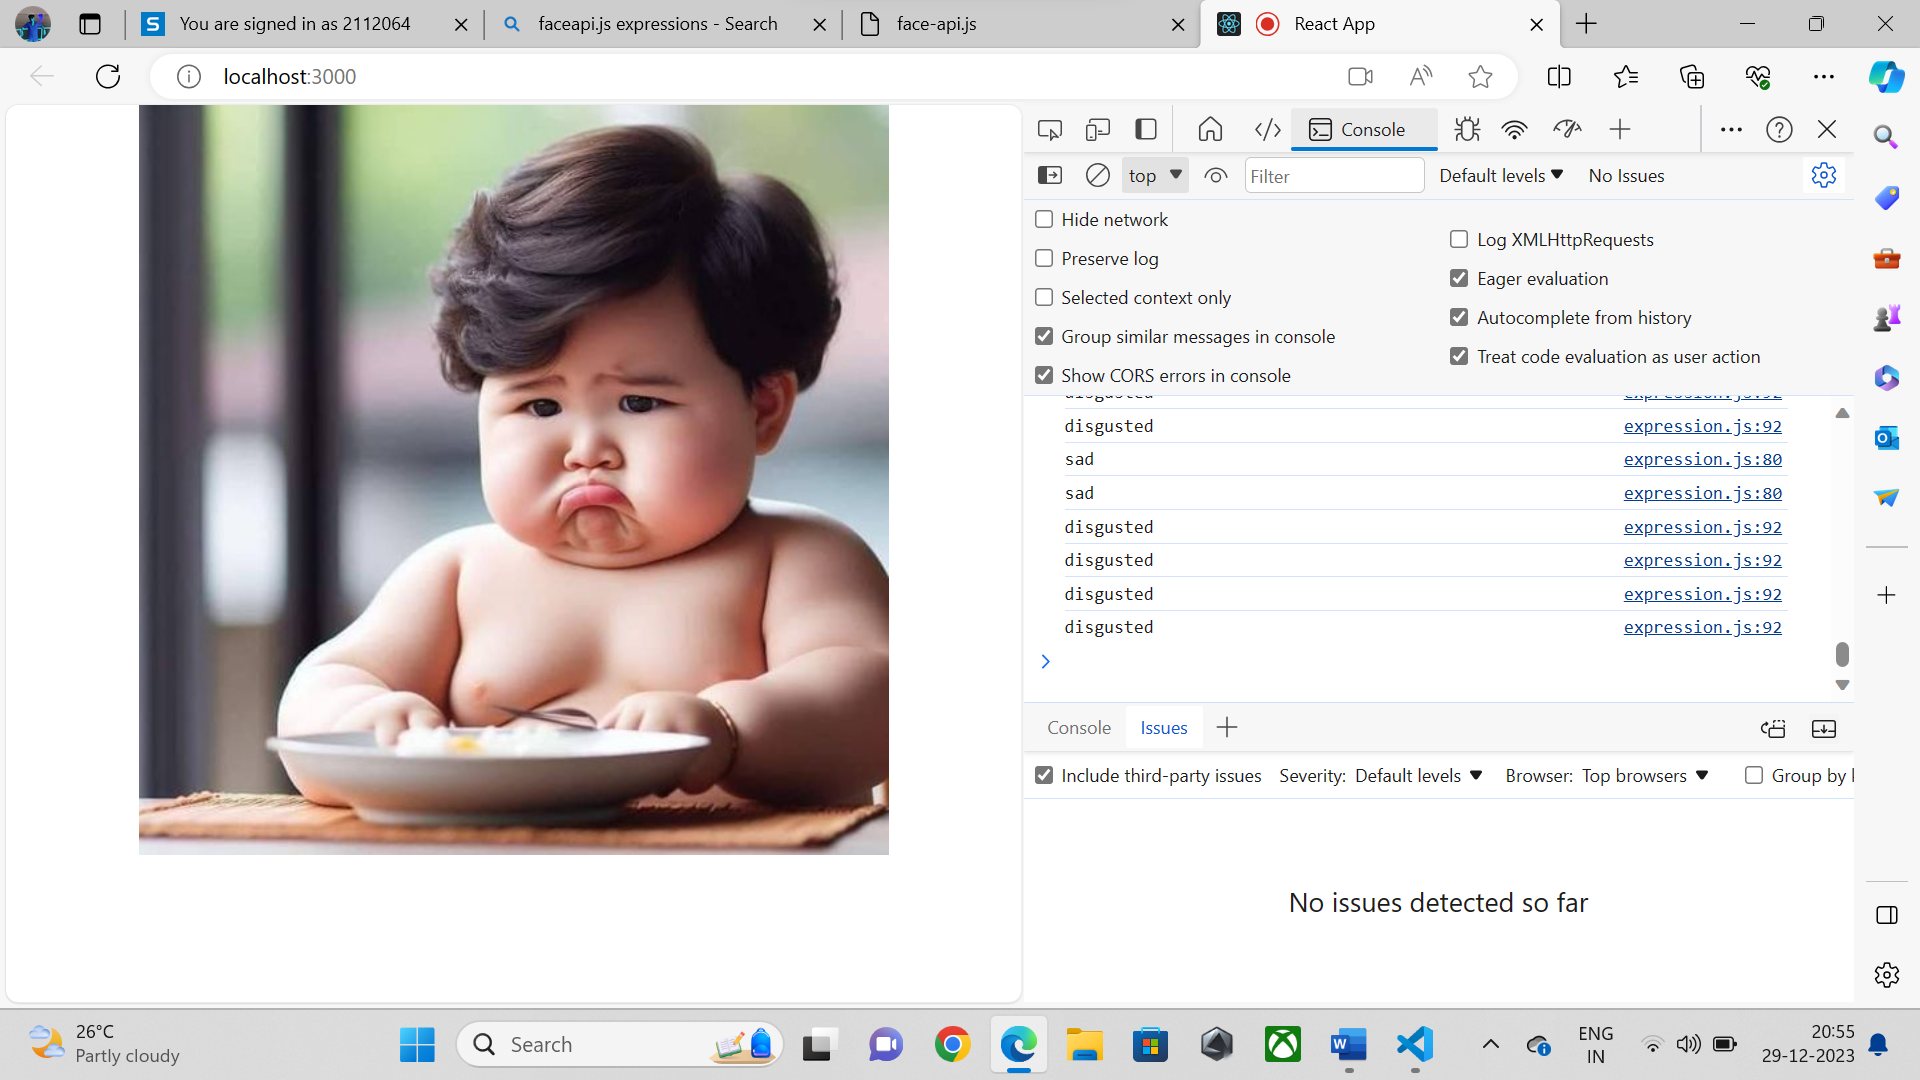 You are signed in as 2112064
faceapi.js expressions - Search
face-api.js
React App
localhost:3000
Console
top
Filter
Default levels
No Issues
Hide network
Log XMLHttpRequests
Preserve log
Eager evaluation
Selected context only
Autocomplete from history
Group similar messages in console
Treat code evaluation as user action
Show CORS errors in console
disgusted expression.js:92
disgusted expression.js:92
sad expression.js:80
sad expression.js:80
disgusted expression.js:92
disgusted expression.js:92
disgusted expression.js:92
disgusted expression.js:92
Console
Issues
Include third-party issues
Severity: Default levels
Browser: Top browsers
Group by
No issues detected so far
26°C
Partly cloudy
Search
ENG
IN
20:55
29-12-2023